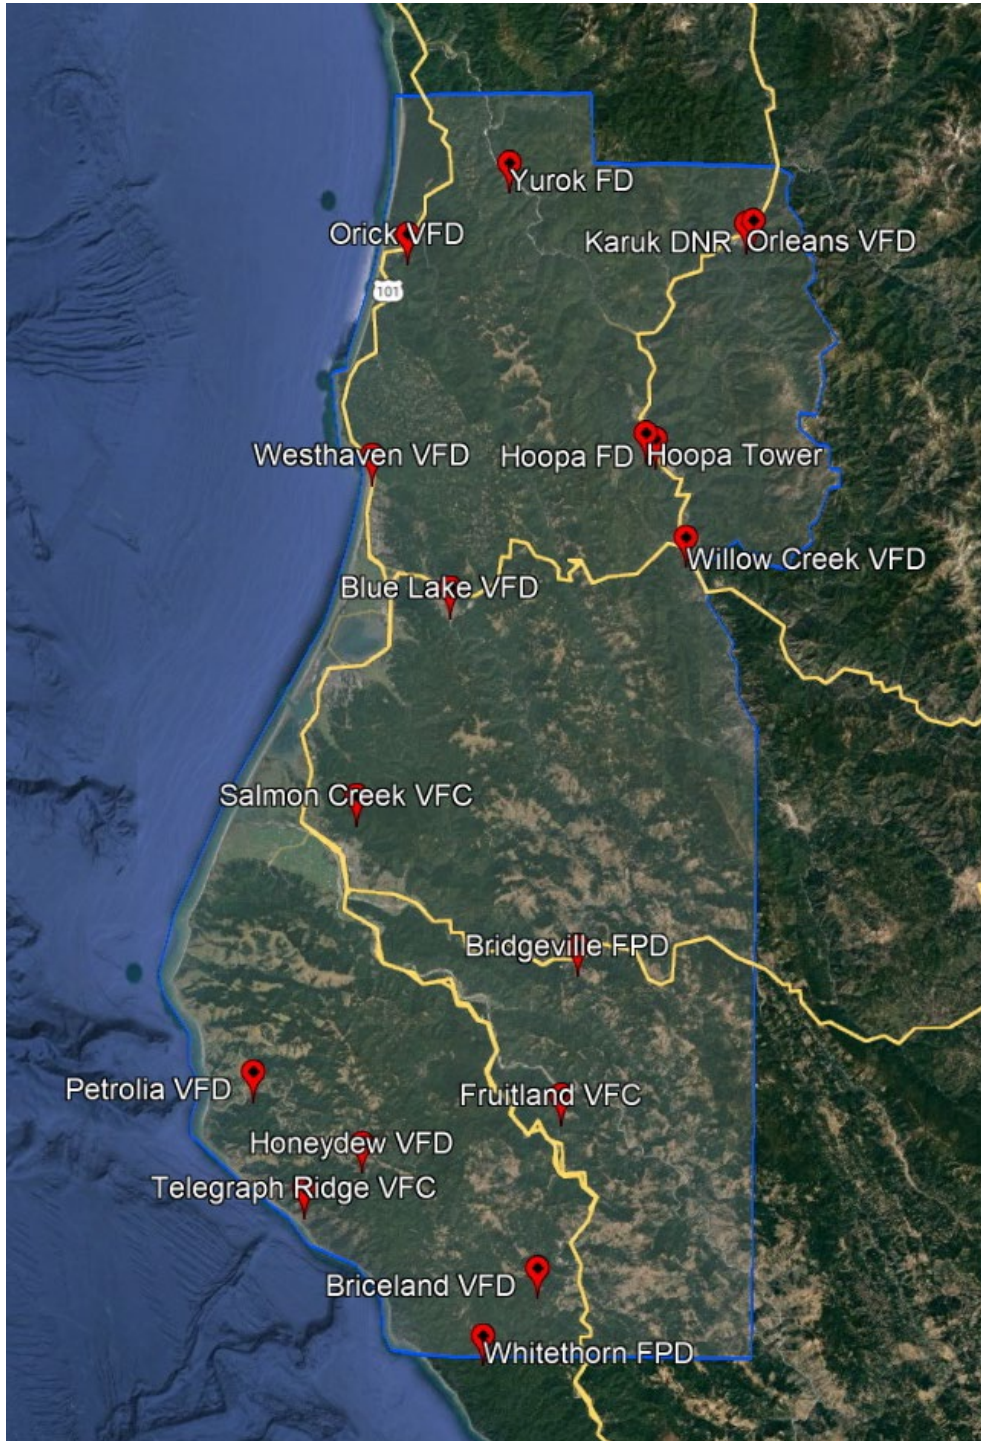 Yurok FD
Orick VFD
Karuk DNR
Orleans VFD
101
Westhaven VFD
Hoopa FD
Hoopa Tower
Willow Creek VFD
Blue Lake VFD
Salmon Creek VFC
Bridgeville FPD
Petrolia VFD
Fruitland VFC
Honeydew VFD
Telegraph Ridge VFC
Briceland VFD
Whitethorn FPD